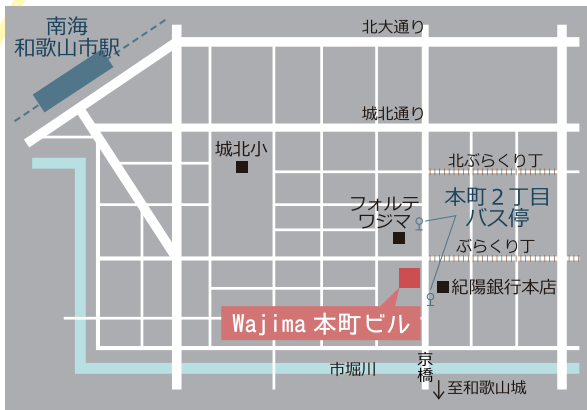 南海
和歌山市駅
北大通り
城北通り
城北小
北ぶらくり丁
本町2丁目
バス停
フォルテ
ワジマ
ぶらくり丁
紀陽銀行本店
Wajima 本町ビル
市堀川
京橋
至和歌山城